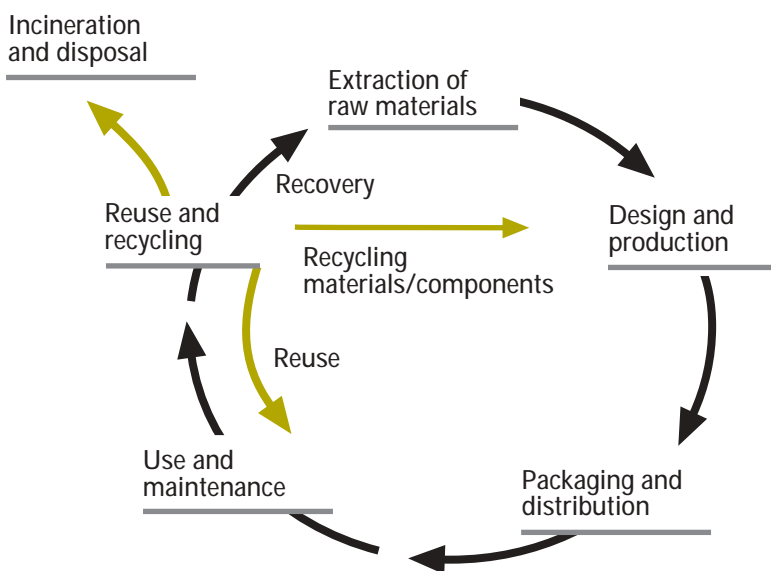 Incineration
and disposal
Extraction of
raw materials
Recovery
Reuse and
recycling
Design and
production
Recycling
materials/components
Reuse
Use and
maintenance
Packaging and
distribution